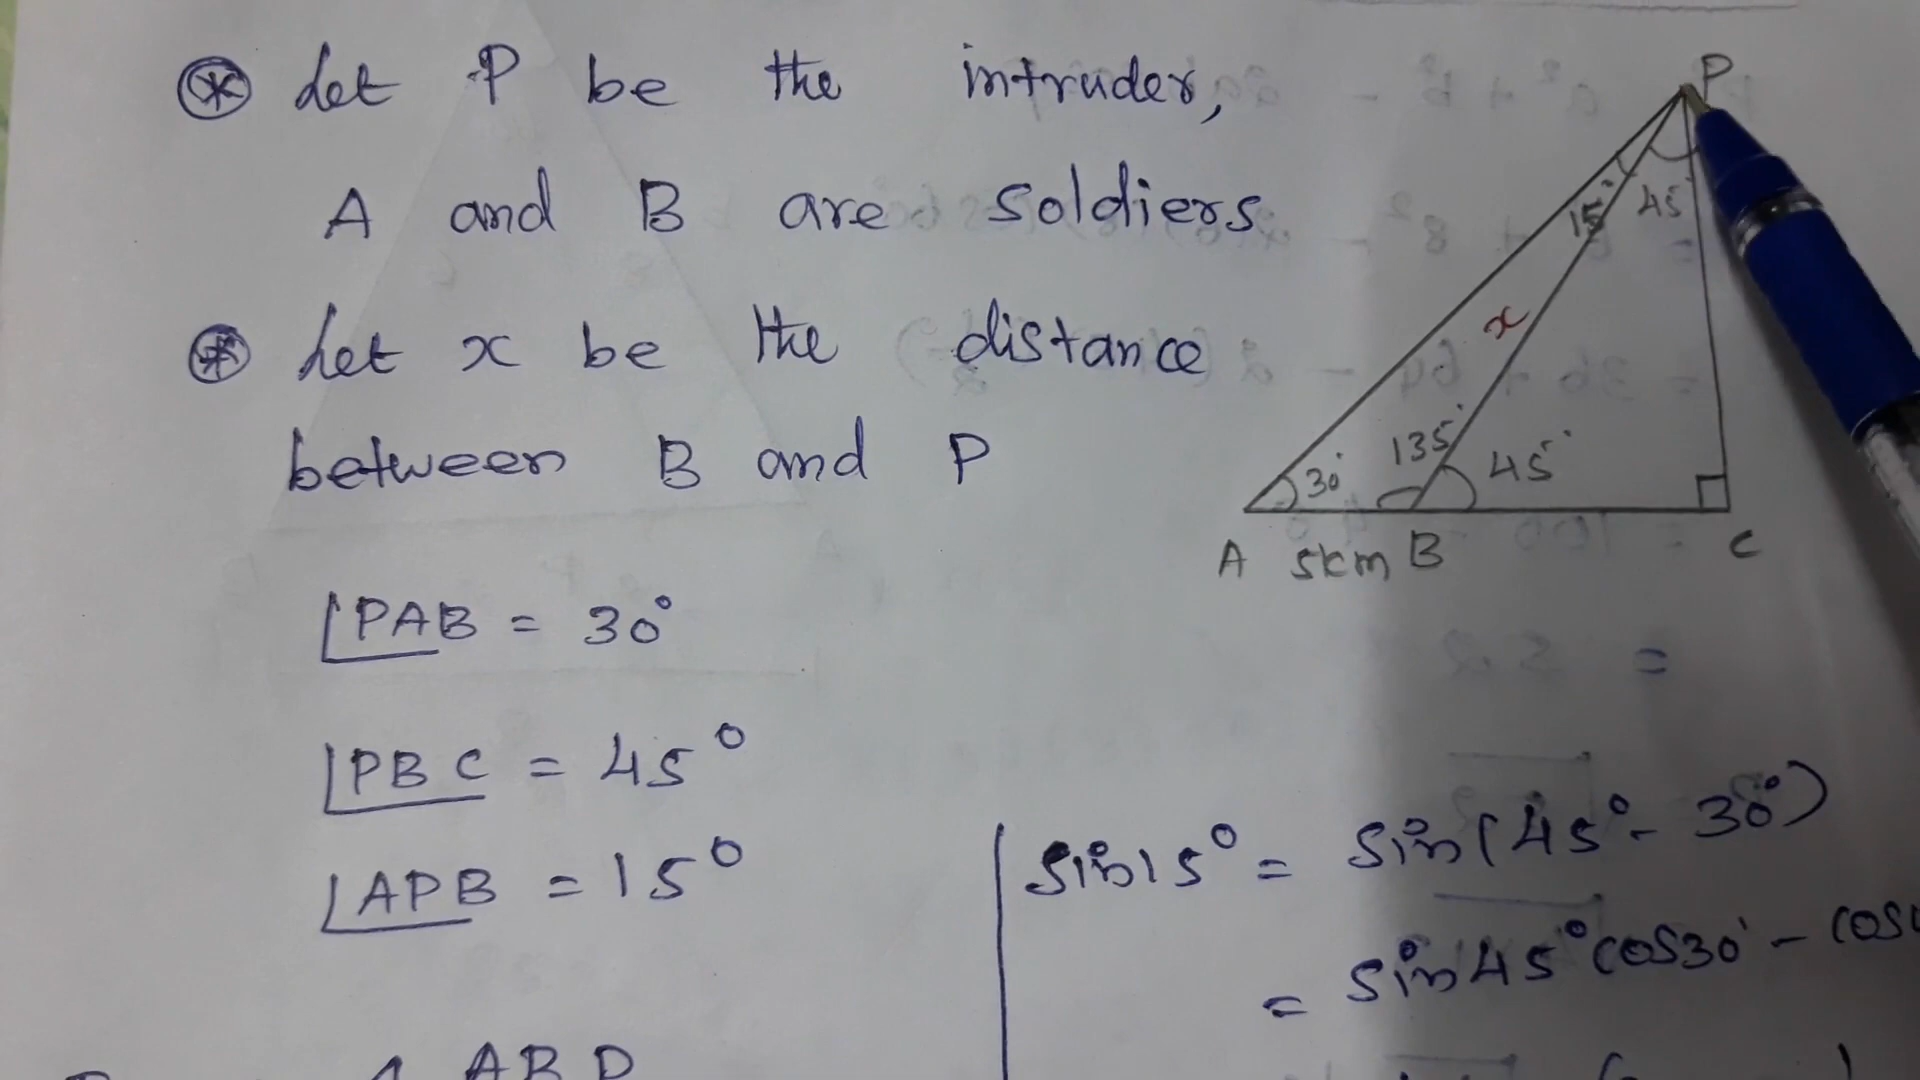 Let P be the intruder,
A and B are soldiers
Let x be the distance
between B and P
∠PAB = 30°
∠PBC = 45°
∠APB = 15°
P
15° 45°
x
135° 45°
30°
A 5km B C
sin15° = sin(45° - 30°)
= sin45°cos30° - cos
ABP